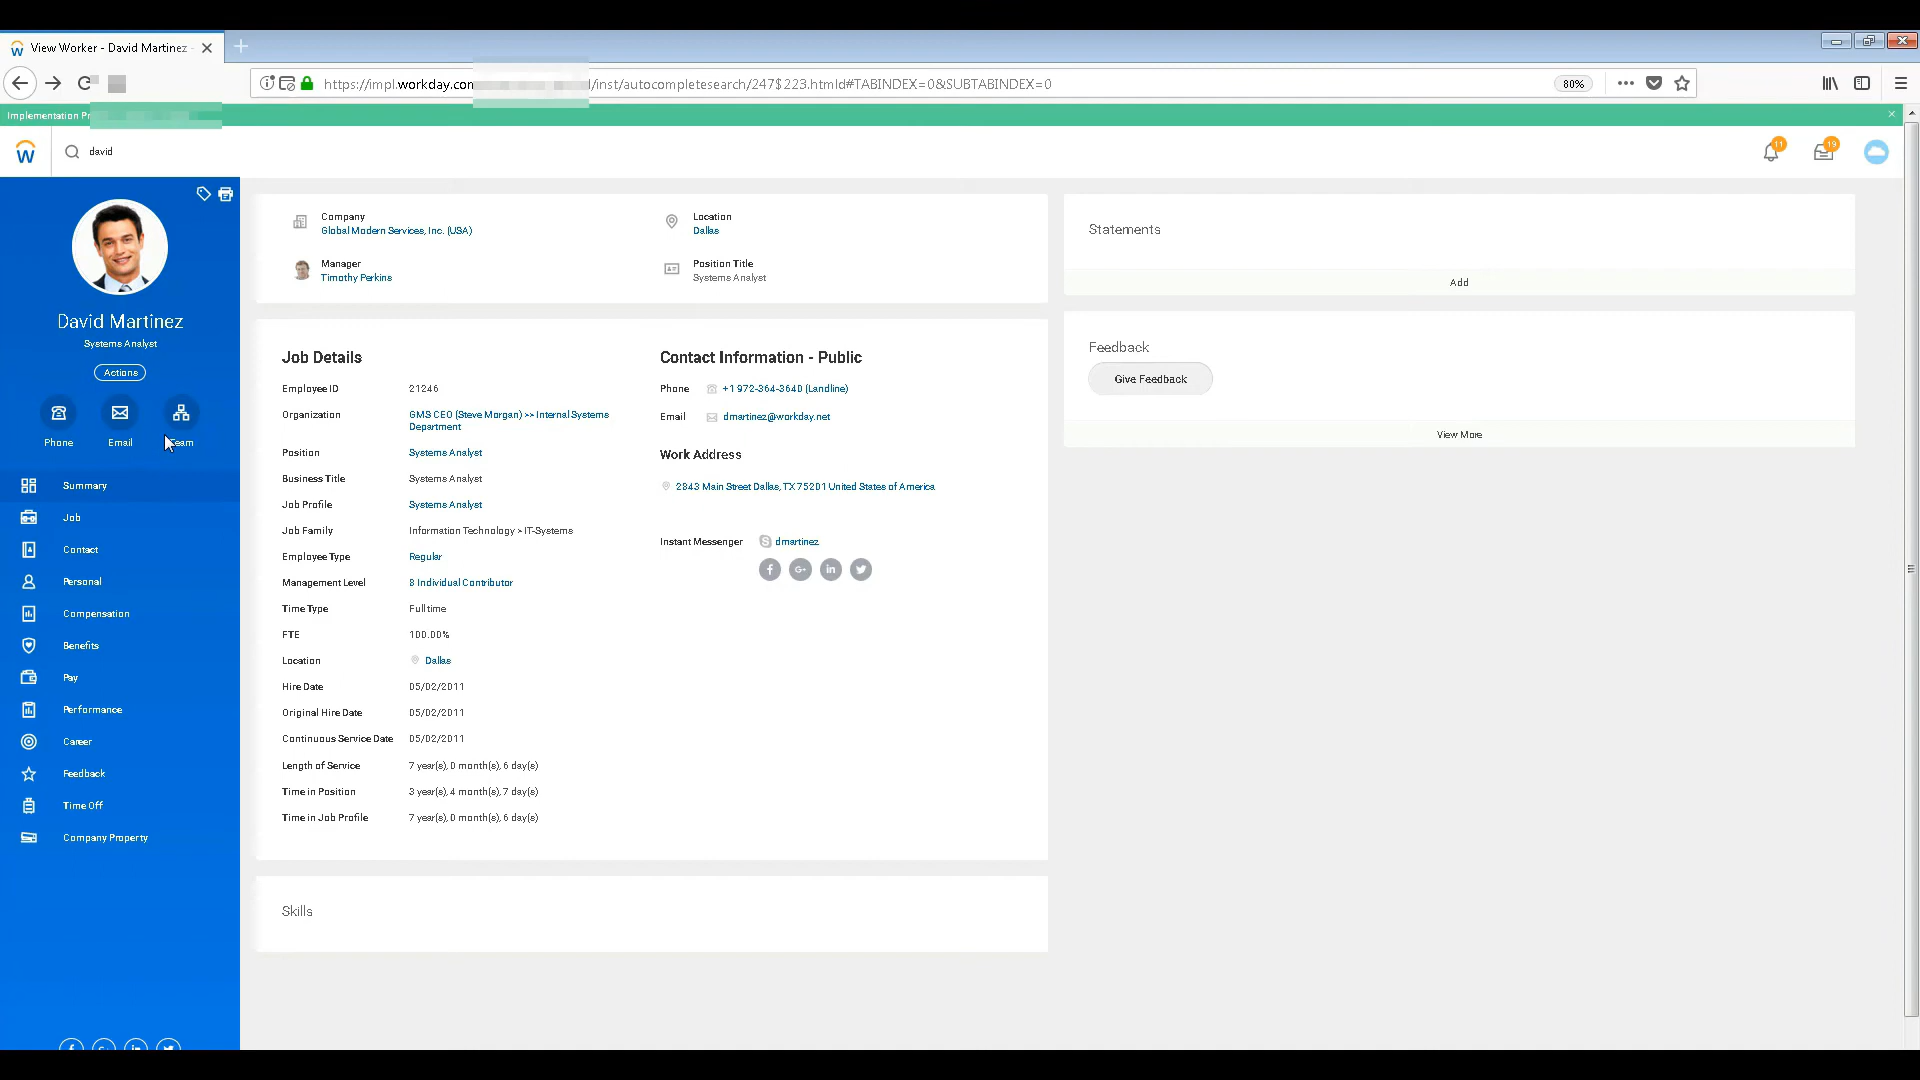 View Worker - David Martinez -
https://impl.workday.com
/inst/autocompletesearch/247$223.htmld#TABINDEX=0&SUBTABINDEX=0
80%
Implementation Pr
david
11
19
David Martinez
Systems Analyst
Actions
Phone
Email
Team
Summary
Job
Contact
Personal
Compensation
Benefits
Pay
Performance
Career
Feedback
Time Off
Company Property
Company
Global Modern Services, Inc. (USA)
Location
Dallas
Manager
Timothy Perkins
Position Title
Systems Analyst
Job Details
Employee ID 21246
Organization GMS CEO (Steve Morgan) >> Internal Systems
Department
Position Systems Analyst
Business Title Systems Analyst
Job Profile Systems Analyst
Job Family Information Technology > IT-Systems
Employee Type Regular
Management Level 8 Individual Contributor
Time Type Full time
FTE 100.00%
Location Dallas
Hire Date 05/02/2011
Original Hire Date 05/02/2011
Continuous Service Date 05/02/2011
Length of Service 7 year(s), 0 month(s), 6 day(s)
Time in Position 3 year(s), 4 month(s), 7 day(s)
Time in Job Profile 7 year(s), 0 month(s), 6 day(s)
Contact Information - Public
Phone +1 972-364-3640 (Landline)
Email dmartinez@workday.net
Work Address
2843 Main Street Dallas, TX 75201 United States of America
Instant Messenger dmartinez
Skills
Statements
Add
Feedback
Give Feedback
View More